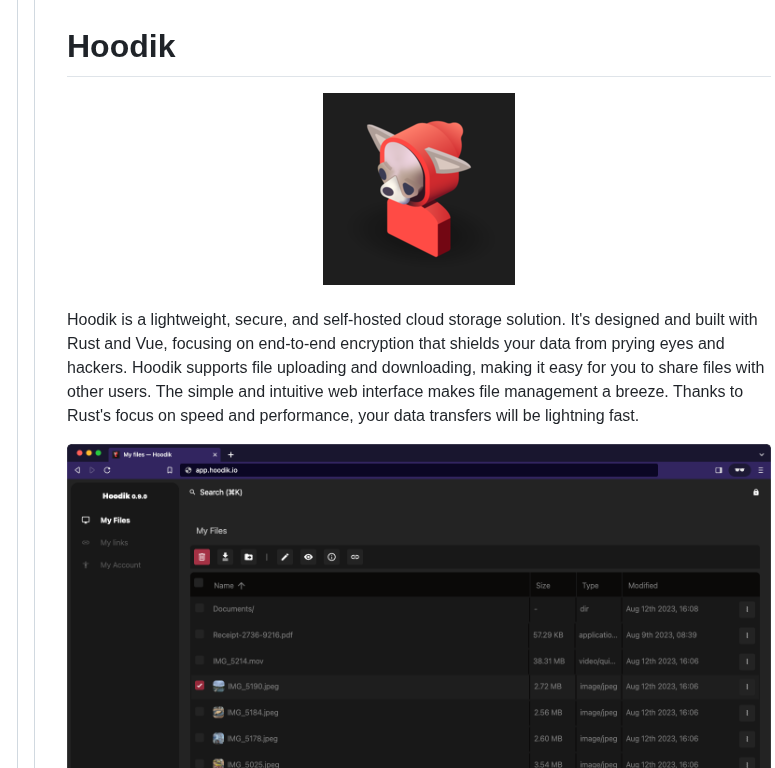 Hoodik
Hoodik is a lightweight, secure, and self-hosted cloud storage solution. It's designed and built with
Rust and Vue, focusing on end-to-end encryption that shields your data from prying eyes and
hackers. Hoodik supports file uploading and downloading, making it easy for you to share files with
other users. The simple and intuitive web interface makes file management a breeze. Thanks to
Rust's focus on speed and performance, your data transfers will be lightning fast.
My files — Hoodik
app.hoodik.io
Hoodik 0.8.0
Search (⌘K)
My Files
My links
My Account
My Files
Name Size Type Modified
Documents/ - dir Aug 12th 2023, 16:08
Receipt-2736-9216.pdf 57.29 KB applicatio... Aug 9th 2023, 08:39
IMG_5214.mov 38.31 MB video/qui... Aug 12th 2023, 16:06
IMG_5190.jpeg 2.72 MB image/jpeg Aug 12th 2023, 16:06
IMG_5184.jpeg 2.56 MB image/jpeg Aug 12th 2023, 16:06
IMG_5178.jpeg 2.60 MB image/jpeg Aug 12th 2023, 16:06
IMG_5025.jpeg 3.54 MB image/jpeg Aug 12th 2023, 16:06